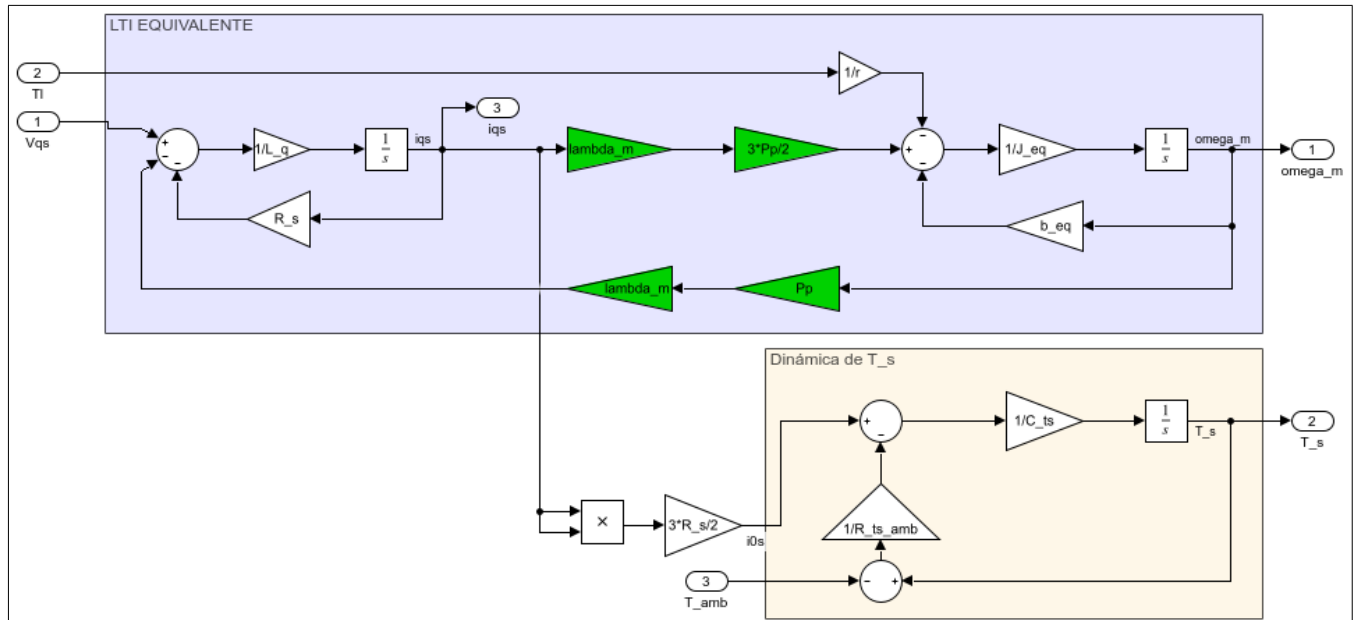 LTI EQUIVALENTE
2
Tl
1/r
1
Vqs
3
iqs
+
-
-
1/L_q
1
s
iqs
lambda_m
3*Pp/2
-
+
-
1/J_eq
1
s
omega_m
1
omega_m
R_s
b_eq
lambda_m
Pp
Dinámica de T_s
+
-
1/C_ts
1
s
T_s
2
T_s
×
3*R_s/2
i0s
1/R_ts_amb
3
T_amb
-
+